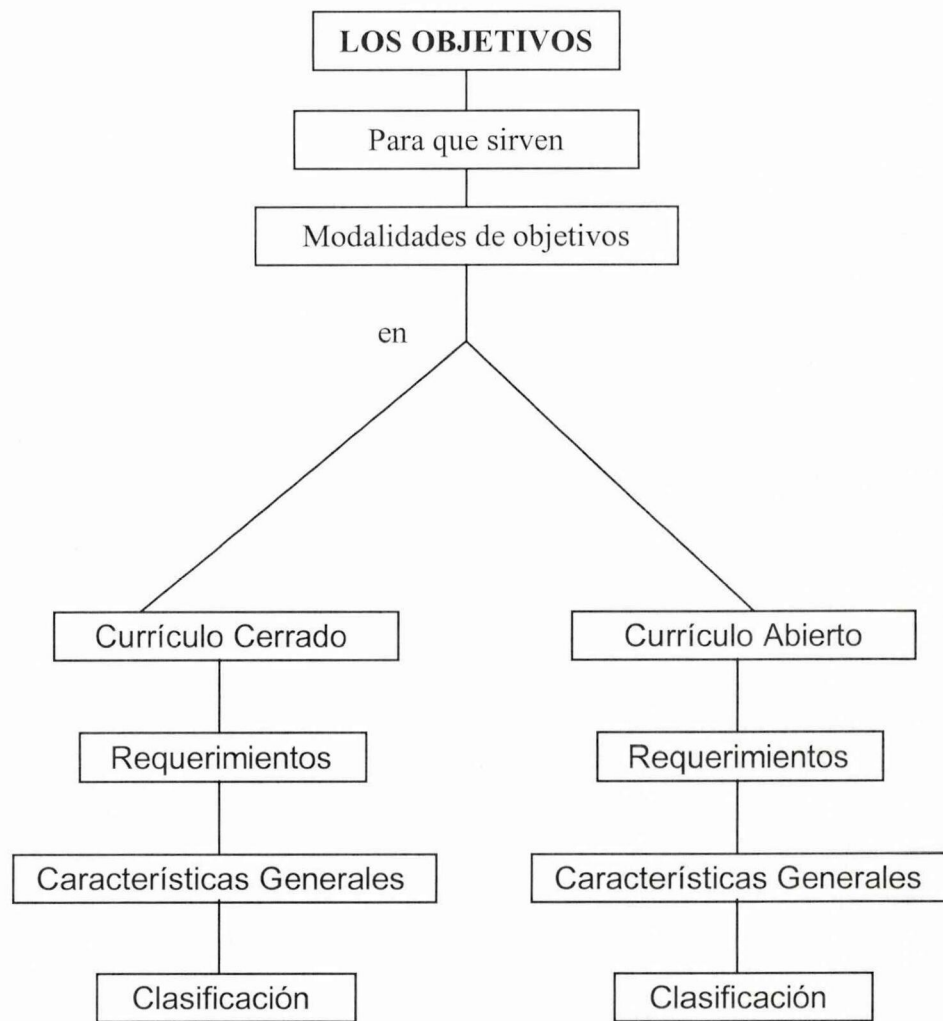 LOS OBJETIVOS
Para que sirven
Modalidades de objetivos
en
Currículo Cerrado
Currículo Abierto
Requerimientos
Requerimientos
Características Generales
Características Generales
Clasificación
Clasificación